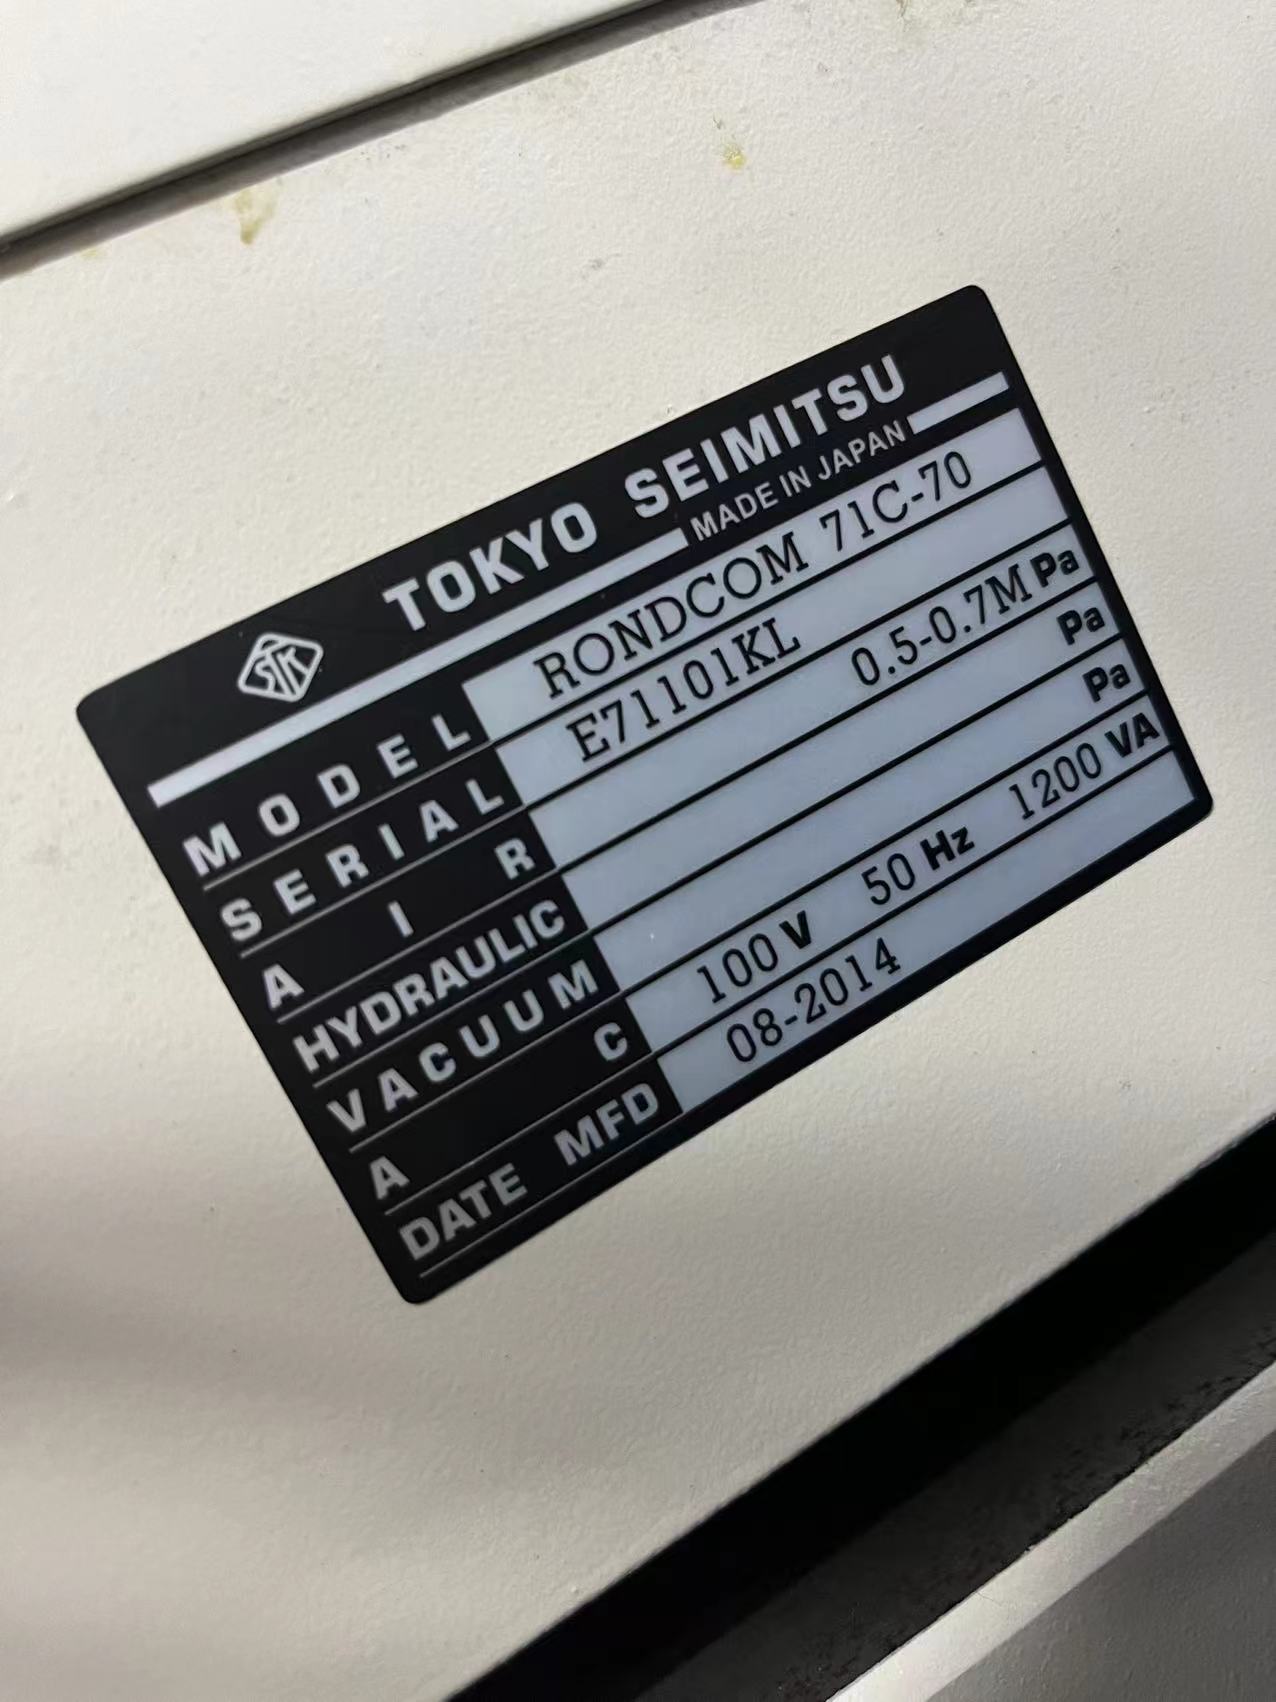 STK TOKYO SEIMITSU
MADE IN JAPAN
MODEL RONDCOM 71C-70
SERIAL E71101KL
AIR 0.5-0.7M Pa
HYDRAULIC Pa
VACUUM Pa
AC 100 V 50 Hz 1200 VA
DATE MFD 08-2014